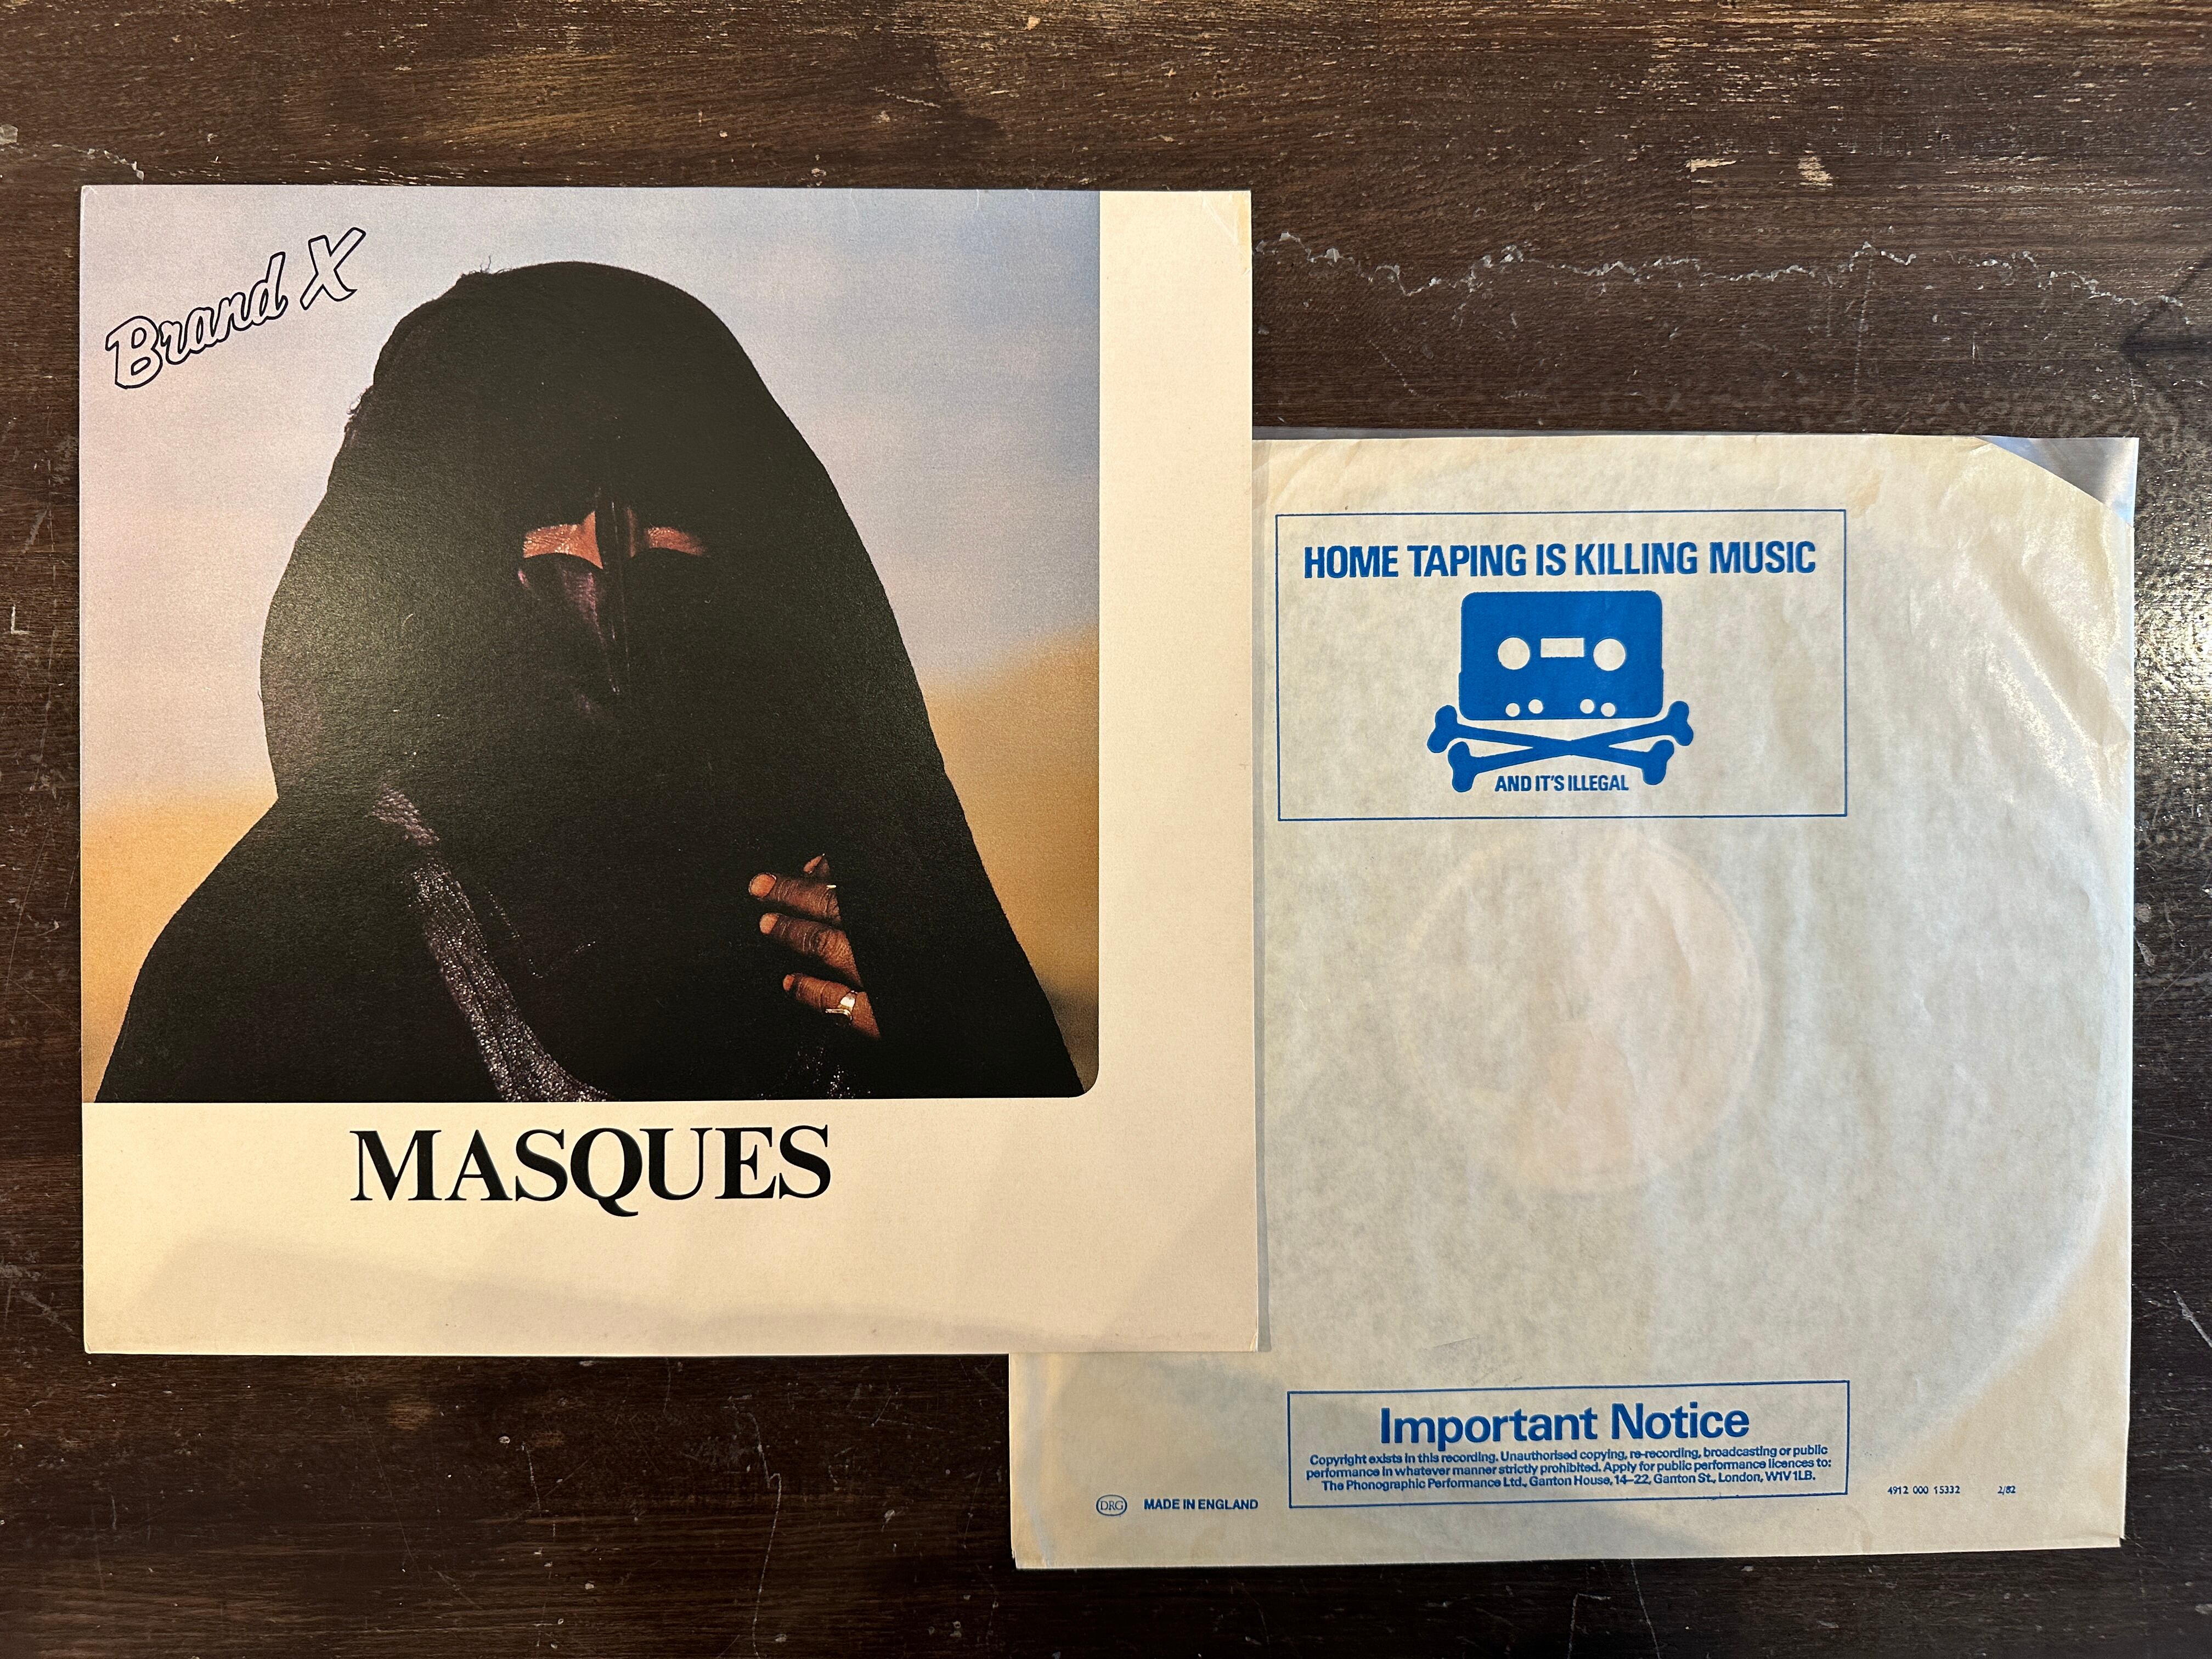 Brand X
MASQUES
HOME TAPING IS KILLING MUSIC
AND IT'S ILLEGAL
Important Notice
Copyright exists in this recording. Unauthorised copying, re-recording, broadcasting or public
performance in whatever manner strictly prohibited. Apply for public performance licences to:
The Phonographic Performance Ltd., Ganton House, 14–22, Ganton St., London, W1V 1LB.
DRG MADE IN ENGLAND
4912 000 15332 2/82